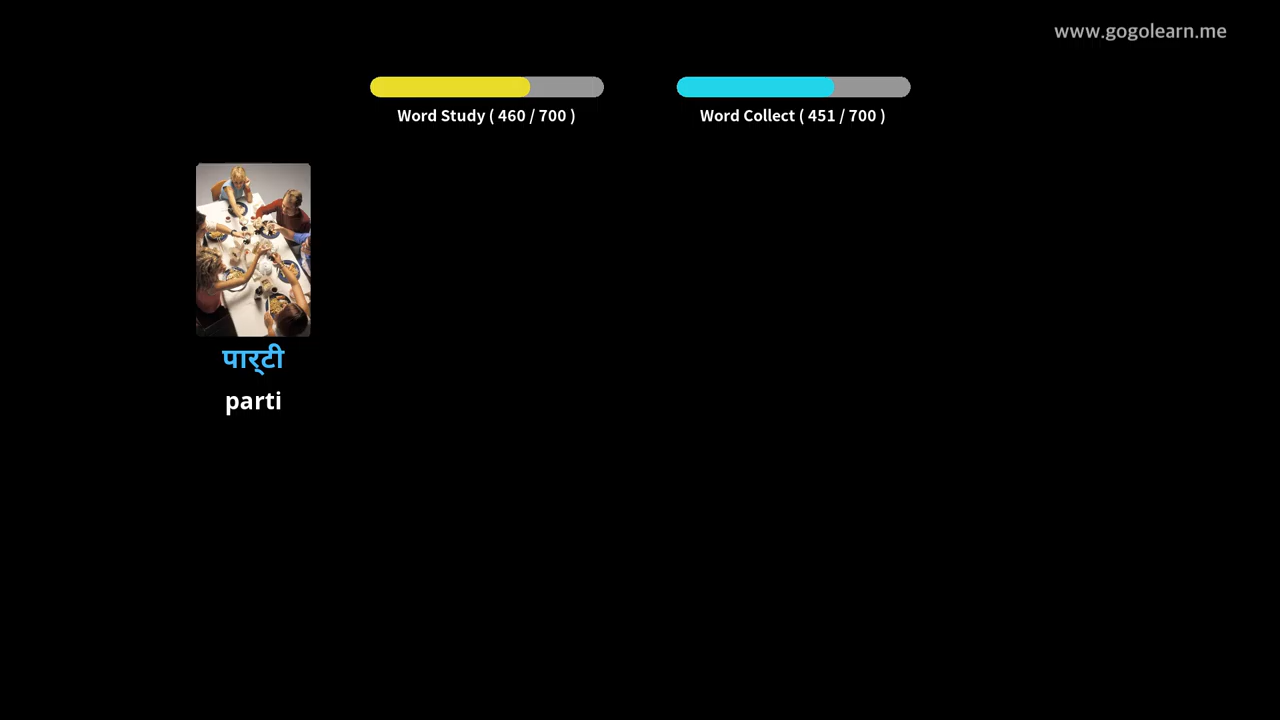 www.gogolearn.me
Word Study ( 460 / 700 )
Word Collect ( 451 / 700 )
पार्‌टी
parti